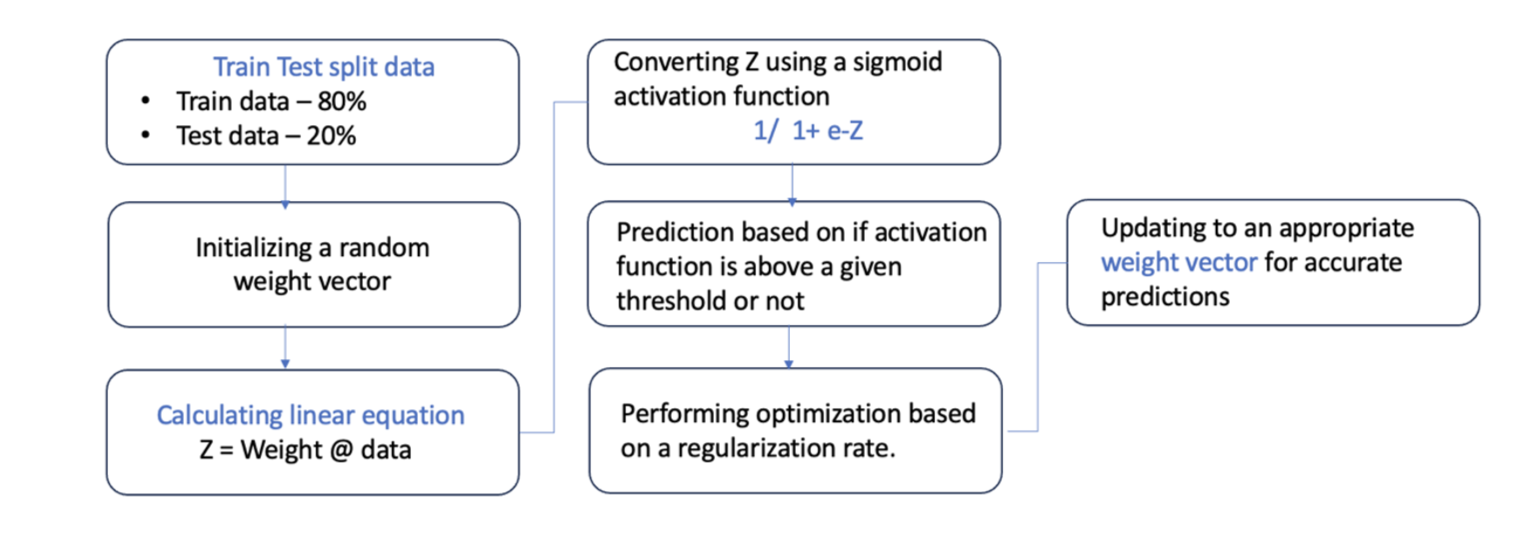 Train Test split data
• Train data – 80%
• Test data – 20%
Initializing a random
weight vector
Calculating linear equation
Z = Weight @ data
Converting Z using a sigmoid
activation function
1/ 1+ e-Z
Prediction based on if activation
function is above a given
threshold or not
Performing optimization based
on a regularization rate.
Updating to an appropriate
weight vector for accurate
predictions